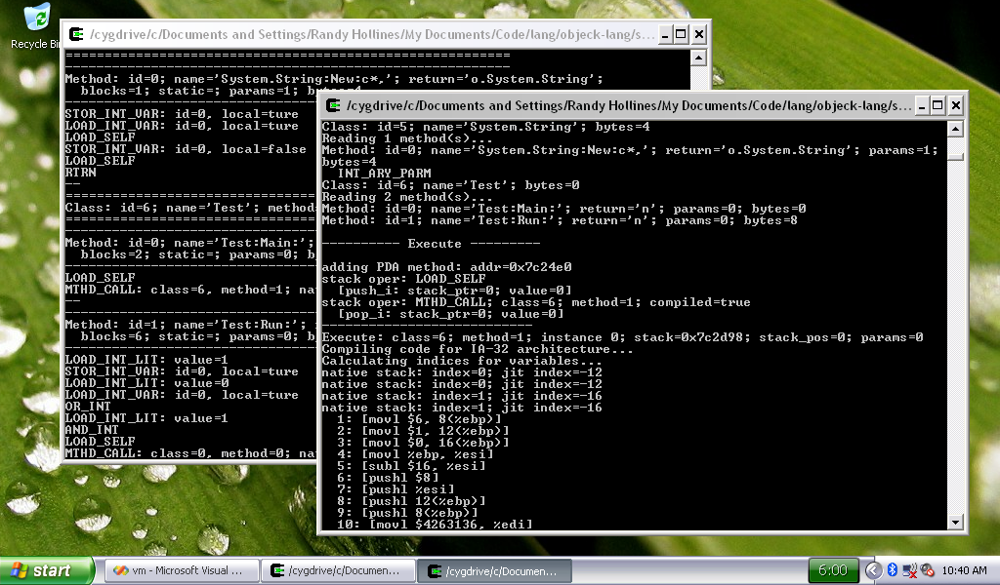 Recycle Bi
/cygdrive/c/Documents and Settings/Randy Hollines/My Documents/Code/lang/objeck-lang/s...
=========================================================
Method: id=0; name='System.String:New:c*,'; return='o.System.String';
blocks=1; static=; params=1; bytes=4
STOR_INT_VAR: id=0, local=ture
LOAD_INT_VAR: id=0, local=ture
LOAD_SELF
STOR_INT_VAR: id=0, local=false
LOAD_SELF
RTRN
--
Class: id=6; name='Test'; method
Method: id=0; name='Test:Main:';
blocks=2; static=; params=0; b
LOAD_SELF
MTHD_CALL: class=6, method=1; na
--
Method: id=1; name='Test:Run:';
blocks=6; static=; params=0; b
LOAD_INT_LIT: value=1
STOR_INT_VAR: id=0, local=ture
LOAD_INT_LIT: value=0
LOAD_INT_VAR: id=0, local=ture
OR_INT
LOAD_INT_LIT: value=1
AND_INT
LOAD_SELF
MTHD_CALL: class=0, method=0; na
/cygdrive/c/Documents and Settings/Randy Hollines/My Documents/Code/lang/objeck-lang/s...
Class: id=5; name='System.String'; bytes=4
Reading 1 method(s)...
Method: id=0; name='System.String:New:c*,'; return='o.System.String'; params=1;
bytes=4
INT_ARY_PARM
Class: id=6; name='Test'; bytes=0
Reading 2 method(s)...
Method: id=0; name='Test:Main:'; return='n'; params=0; bytes=0
Method: id=1; name='Test:Run:'; return='n'; params=0; bytes=8
---------- Execute ---------
adding PDA method: addr=0x7c24e0
stack oper: LOAD_SELF
[push_i: stack_ptr=0; value=0]
stack oper: MTHD_CALL; class=6; method=1; compiled=true
[pop_i: stack_ptr=0; value=0]
---------------------------
Execute: class=6; method=1; instance 0; stack=0x7c2d98; stack_pos=0; params=0
Compiling code for IA-32 architecture...
Calculating indices for variables...
native stack: index=0; jit index=-12
native stack: index=0; jit index=-12
native stack: index=1; jit index=-16
native stack: index=1; jit index=-16
1: [movl $6, 8(%ebp)]
2: [movl $1, 12(%ebp)]
3: [movl $0, 16(%ebp)]
4: [movl %ebp, %esi]
5: [subl $16, %esi]
6: [pushl $8]
7: [pushl %esi]
8: [pushl 12(%ebp)]
9: [pushl 8(%ebp)]
10: [movl $4263136, %edi]
start
vm - Microsoft Visual ...
/cygdrive/c/Documen...
/cygdrive/c/Documen...
6:00
10:40 AM